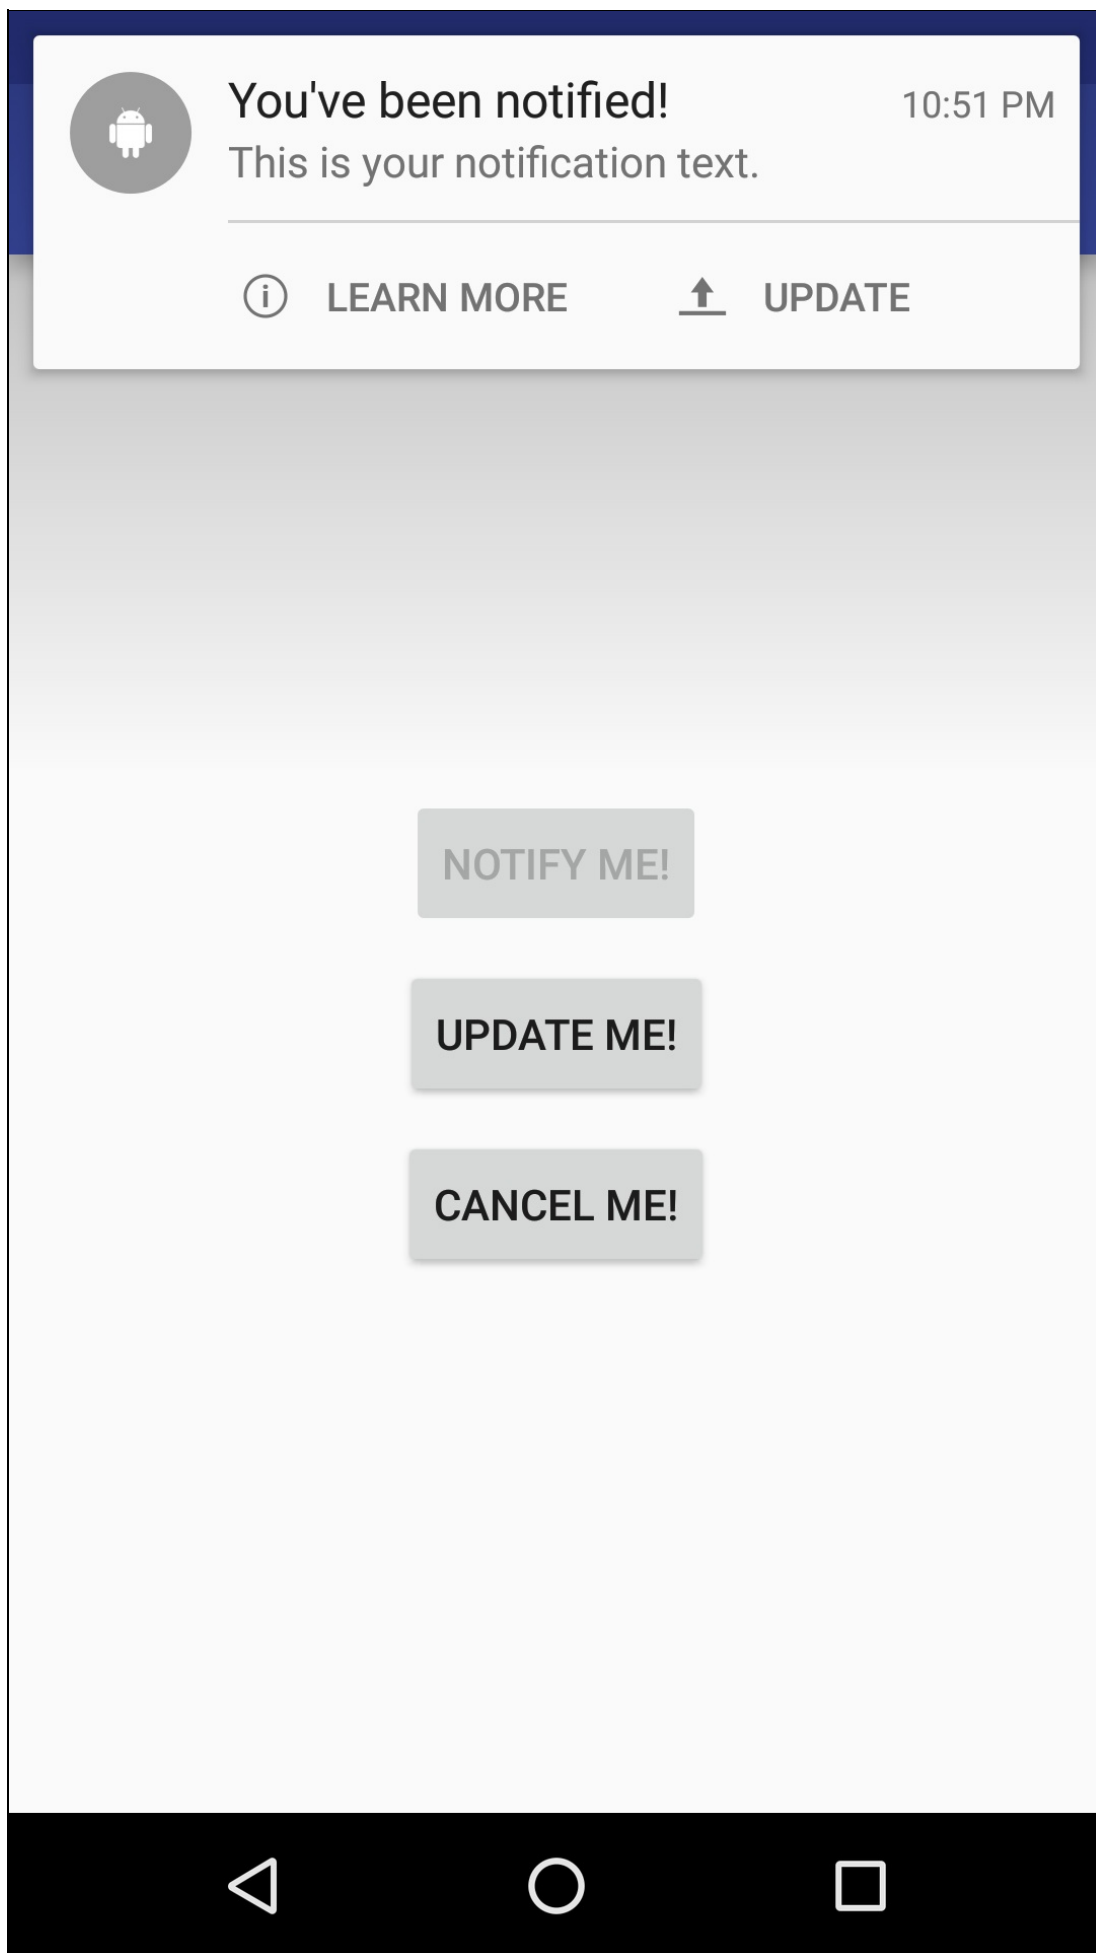 You've been notified!
10:51 PM
This is your notification text.
LEARN MORE
UPDATE
NOTIFY ME!
UPDATE ME!
CANCEL ME!